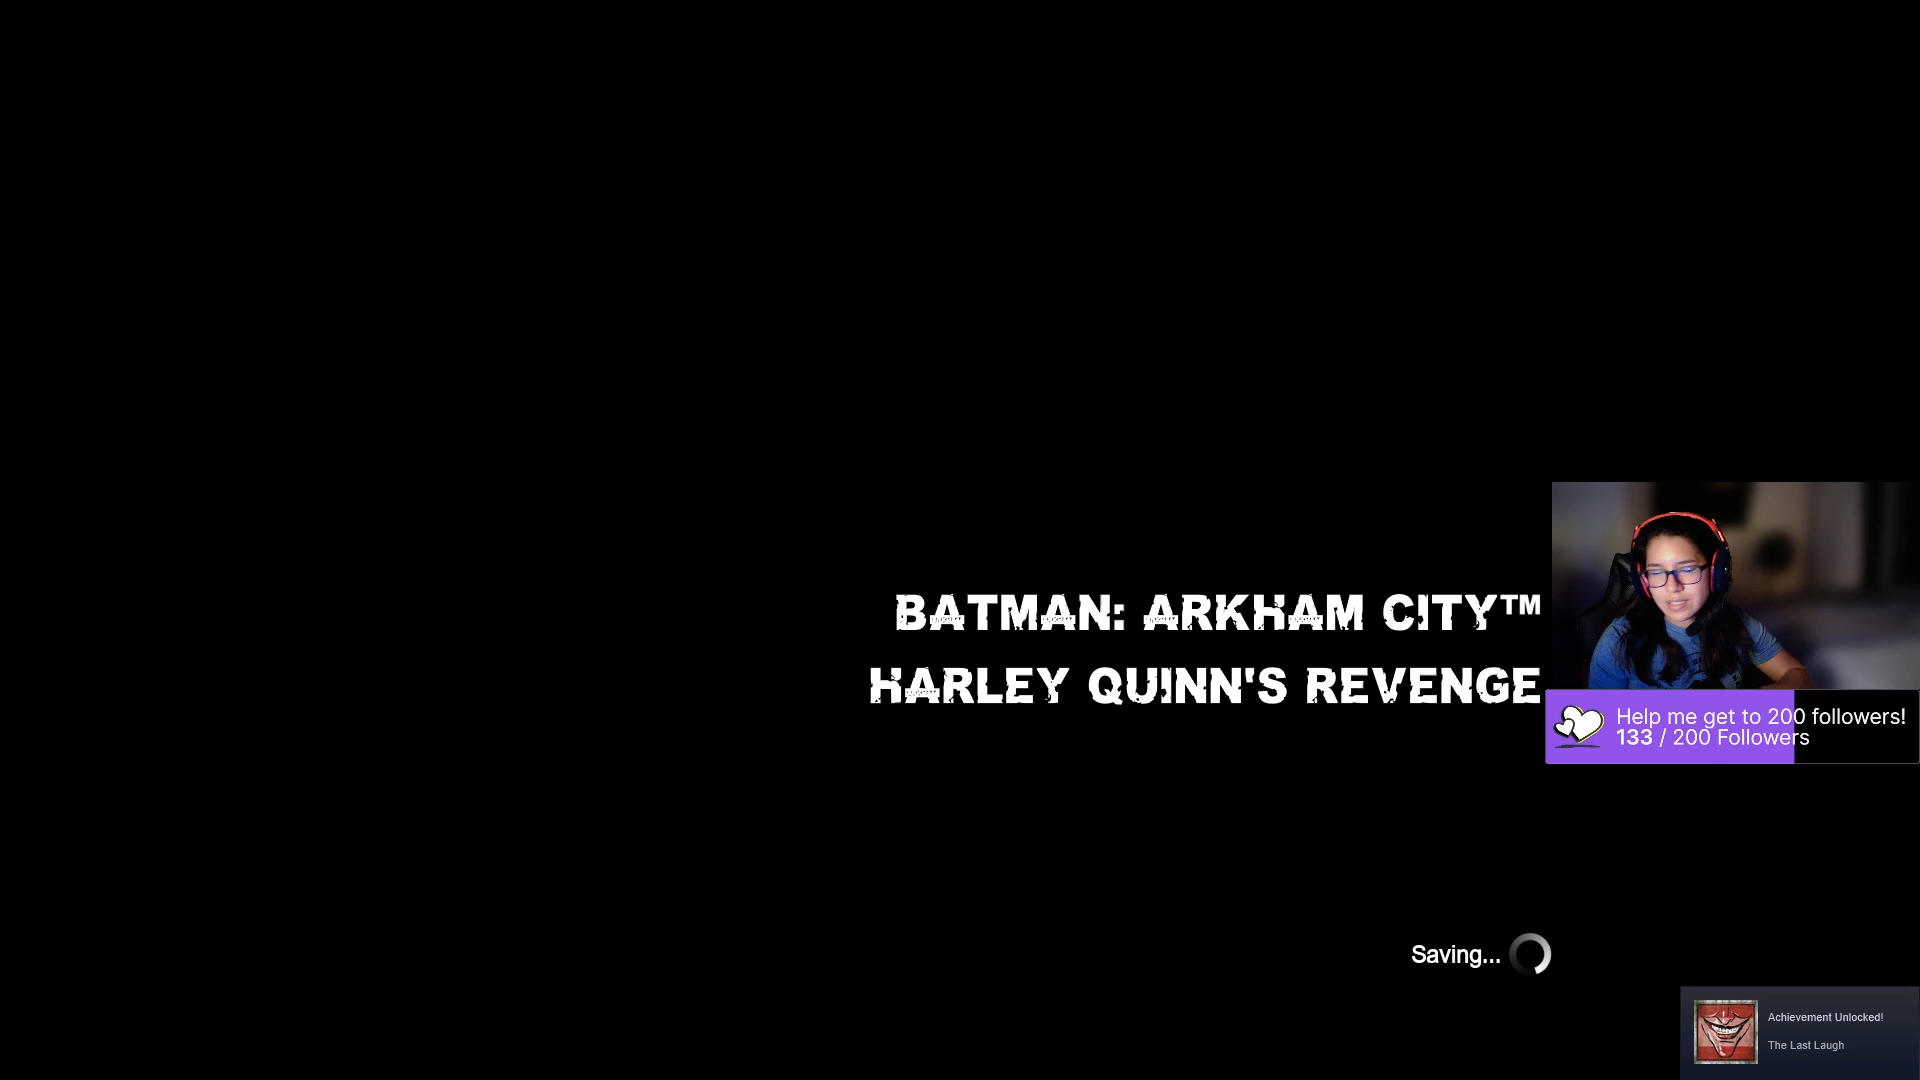 BATMAN: ARKHAM CITY™
HARLEY QUINN'S REVENGE
Help me get to 200 followers!
133 / 200 Followers
Saving...
Achievement Unlocked!
The Last Laugh